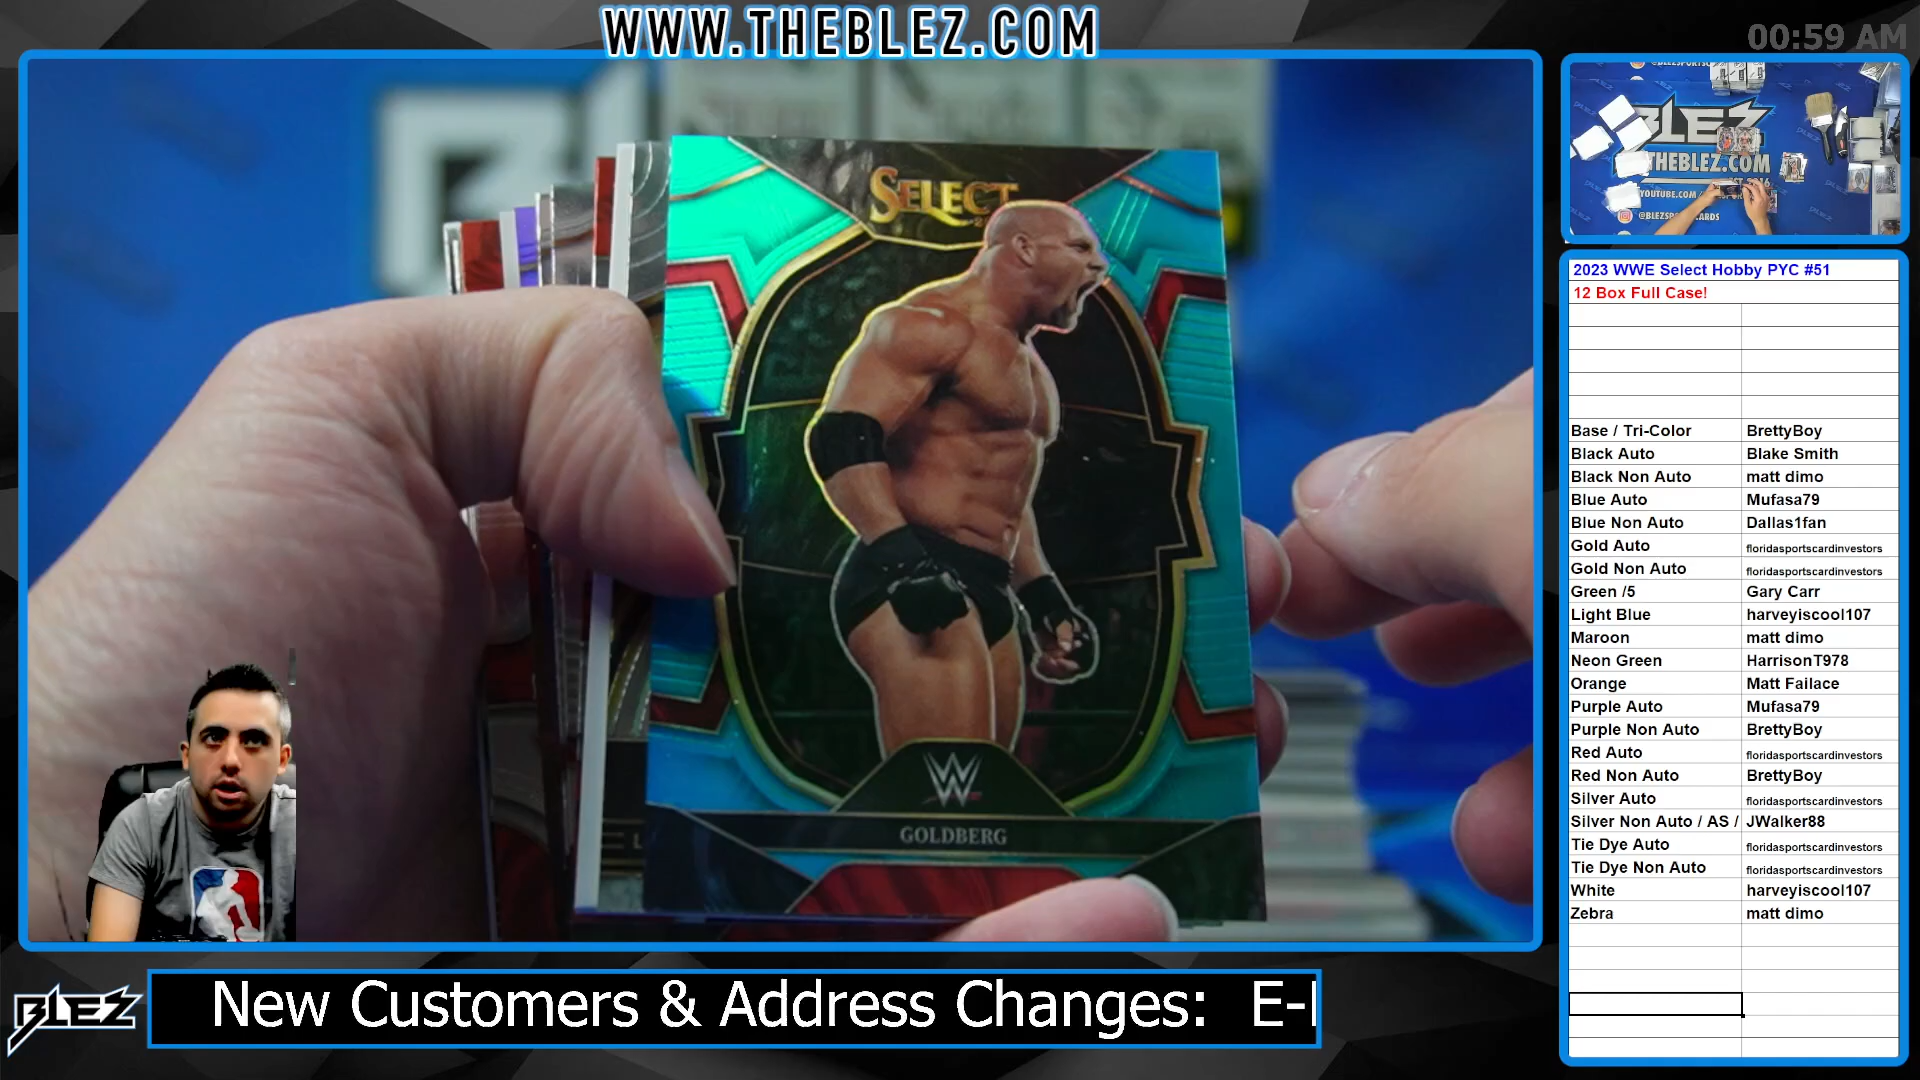 WWW.THEBLEZ.COM
00:59 AM
SELECT
GOLDBERG
BLEZ
THEBLEZ.COM
2023 WWE Select Hobby PYC #51
12 Box Full Case!
Base / Tri-Color BrettyBoy
Black Auto Blake Smith
Black Non Auto matt dimo
Blue Auto Mufasa79
Blue Non Auto Dallas1fan
Gold Auto floridasportscardinvestors
Gold Non Auto floridasportscardinvestors
Green /5 Gary Carr
Light Blue harveyiscool107
Maroon matt dimo
Neon Green HarrisonT978
Orange Matt Failace
Purple Auto Mufasa79
Purple Non Auto BrettyBoy
Red Auto floridasportscardinvestors
Red Non Auto BrettyBoy
Silver Auto floridasportscardinvestors
Silver Non Auto / AS / JWalker88
Tie Dye Auto floridasportscardinvestors
Tie Dye Non Auto floridasportscardinvestors
White harveyiscool107
Zebra matt dimo
BLEZ
New Customers & Address Changes: E-